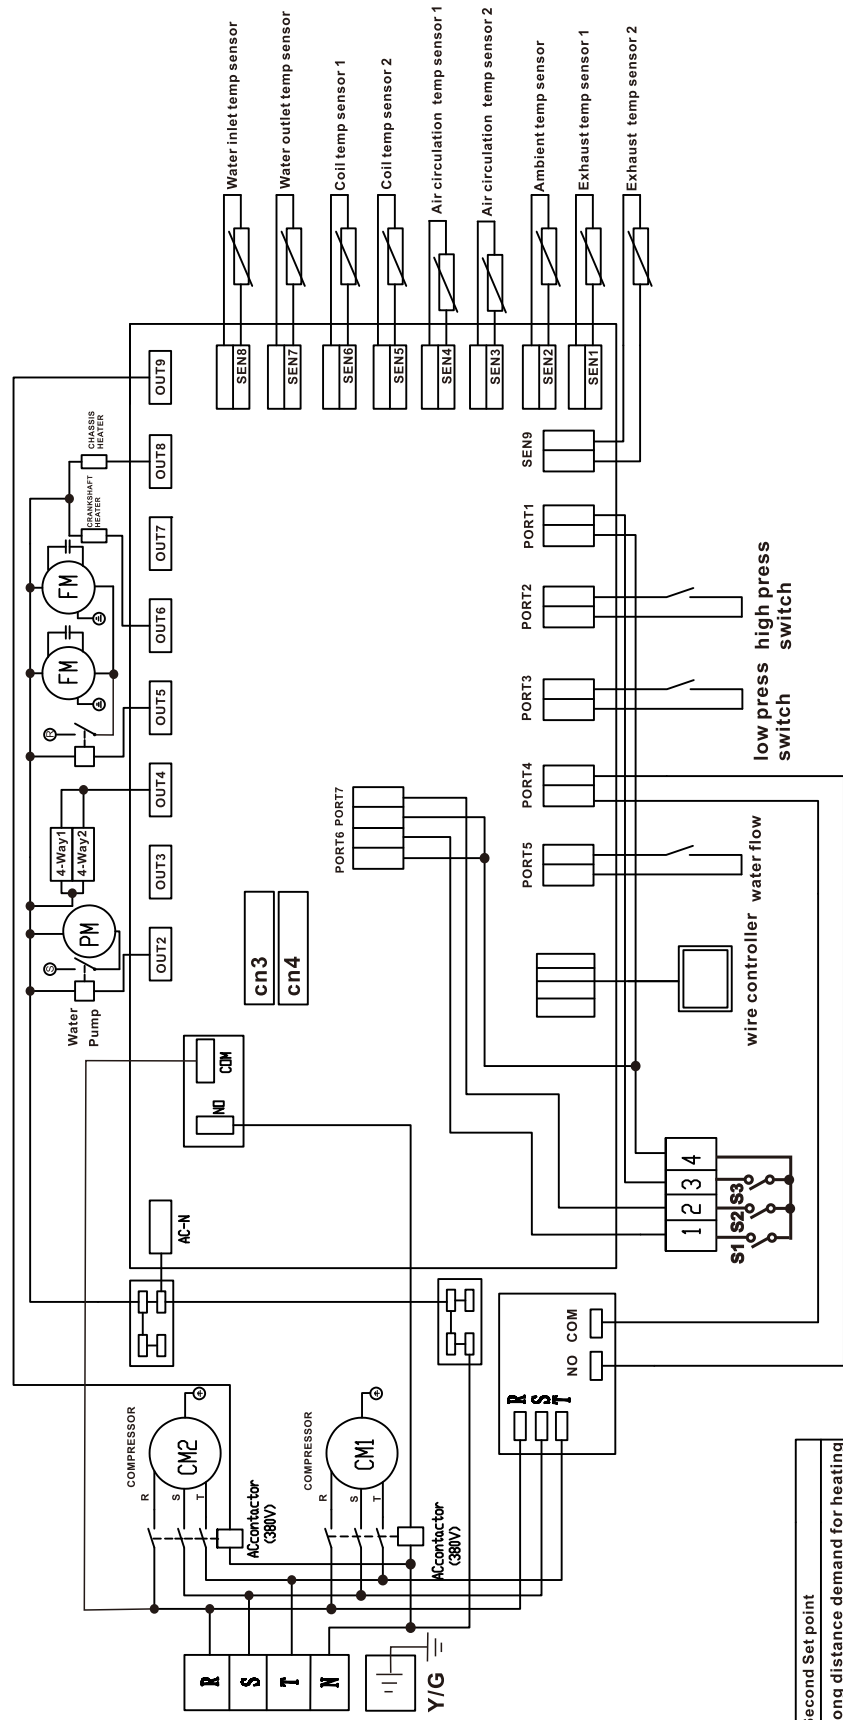 Water inlet temp sensor
Water outlet temp sensor
Coil temp sensor 1
Coil temp sensor 2
Air circulation temp sensor 1
Air circulation temp sensor 2
Ambient temp sensor
Exhaust temp sensor 1
Exhaust temp sensor 2
SEN8
SEN7
SEN6
SEN5
SEN4
SEN3
SEN2
SEN1
SEN9
OUT9
OUT8
OUT7
OUT6
OUT5
OUT4
OUT3
OUT2
CHASSIS
HEATER
CRANKSHAFT
HEATER
FM
FM
R
4-Way1
4-Way2
PM
S
Water
Pump
PORT1
PORT2
PORT3
PORT4
PORT5
PORT6 PORT7
high press
switch
low press
switch
water flow
wire controller
cn3
cn4
COM
NO
AC-N
1
2
3
4
S1
S2
S3
NO COM
R
S
T
COMPRESSOR
CM2
R
S
T
ACcontactor
(380V)
COMPRESSOR
CM1
R
S
T
ACcontactor
(380V)
R
S
T
N
Y/G
econd Set point
ong distance demand for heating